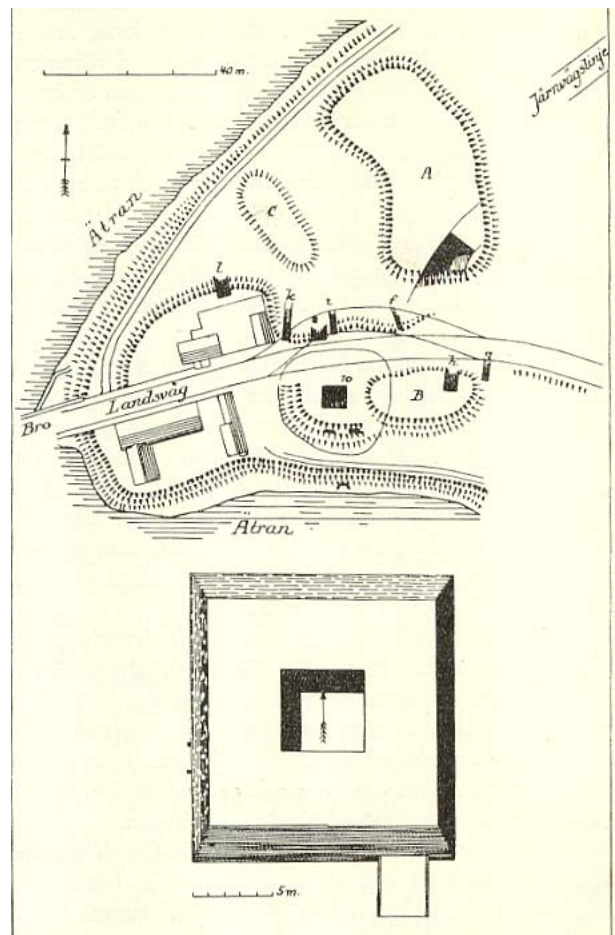 40 m.
Järnvägslinje
A
C
Ätran
l
k
i
f
10
h
g
B
Landsväg
Bro
Ätran
5 m.